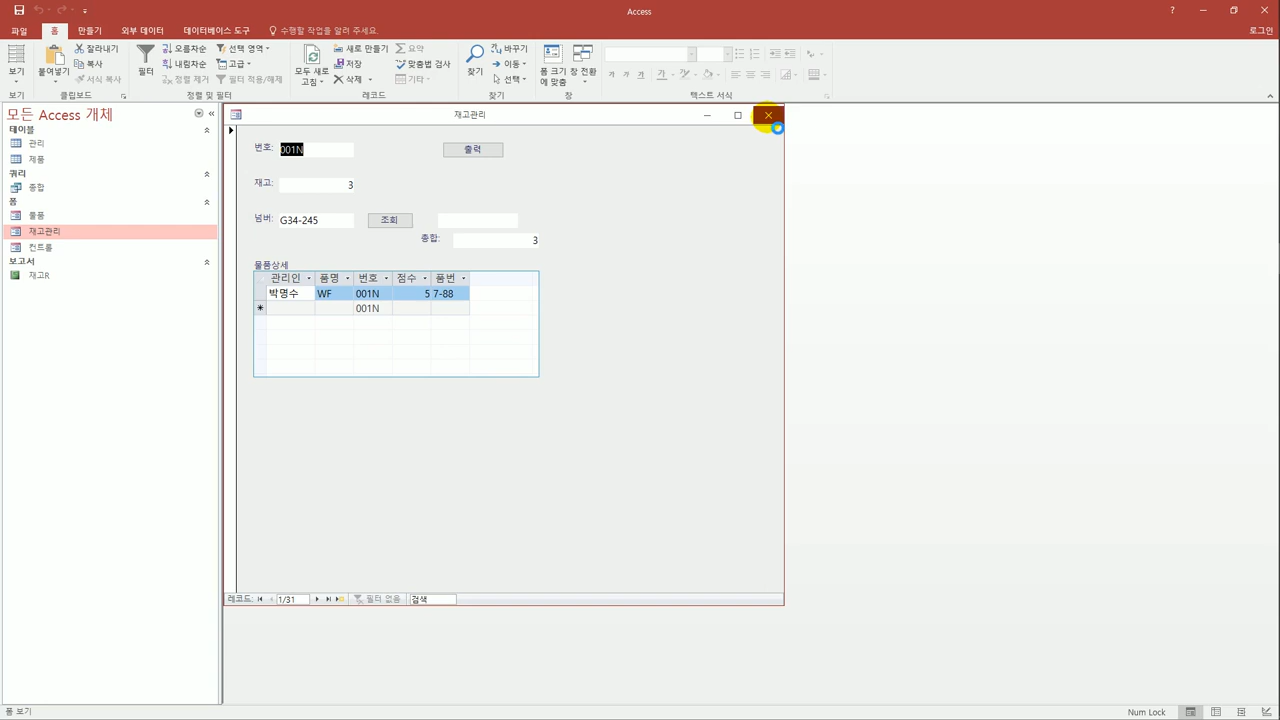 Access
파일 홈 만들기 외부 데이터 데이터베이스 도구 수행할 작업을 알려 주세요. 로그인
보기 붙여넣기 잘라내기 복사 서식 복사 필터 오름차순 내림차순 정렬 제거 선택 영역 고급 필터 적용/해제 모두 새로 고침 새로 만들기 저장 삭제 요약 맞춤법 검사 기타 찾기 바꾸기 이동 선택 폼 크기에 맞춤 창 전환 가 가 가
보기 클립보드 정렬 및 필터 레코드 찾기 창 텍스트 서식
모든 Access 개체
테이블
관리
제품
쿼리
종합
폼
물품
재고관리
컨트롤
보고서
재고R
재고관리
번호: 001N 출력
재고: 3
넘버: G34-245 조회
종합: 3
물품상세
관리인 품명 번호 점수 품번
박명수 WF 001N 5 7-88
001N
레코드: 1/31 필터 없음 검색
폼 보기 Num Lock